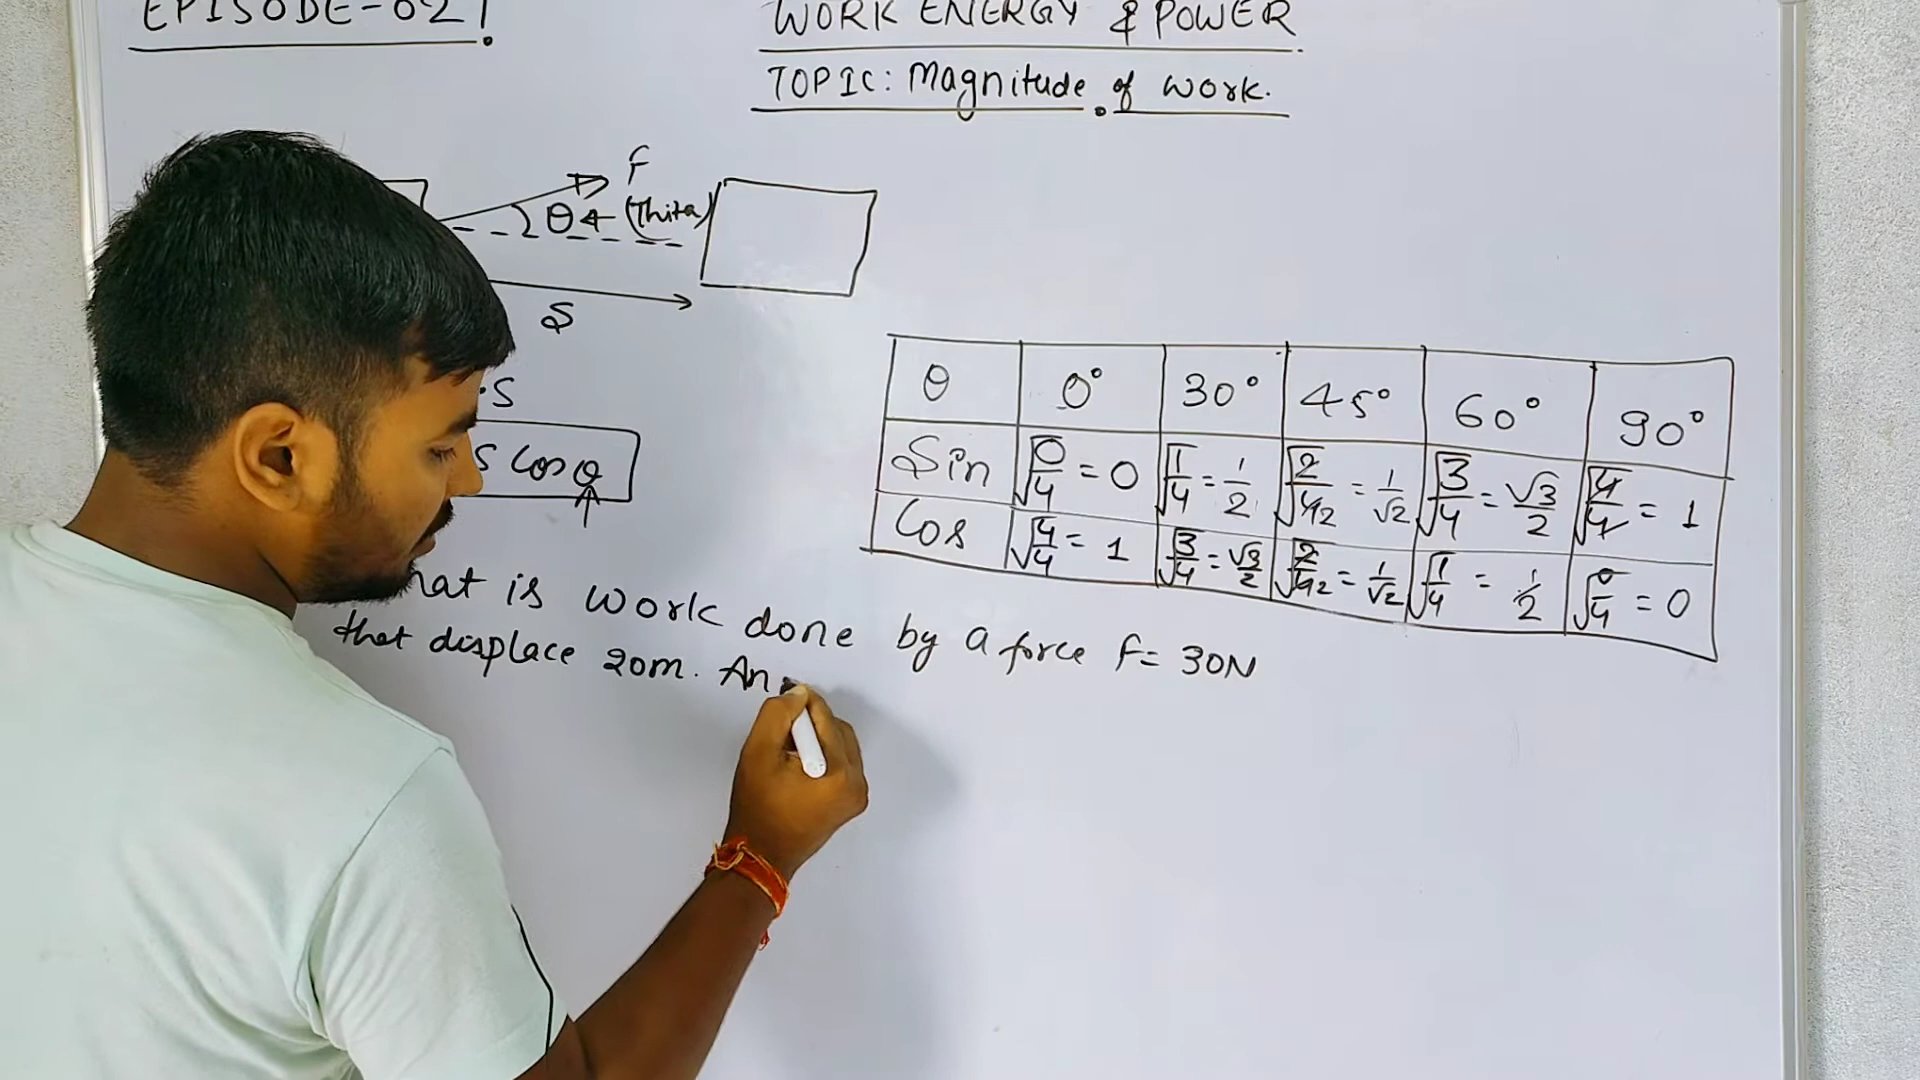 EPISODE-02!
WORK ENERGY & POWER
TOPIC: Magnitude of work.
F
θ ← (Thita)
S
.S
S Cos θ
θ 0° 30° 45° 60° 90°
Sin √0/4 = 0 √1/4 = 1/2 √2/4 2 = 1/√2 √3/4 = √3/2 √4/4 = 1
Cos √4/4 = 1 √3/4 = √3/2 √2/4 2 = 1/√2 √1/4 = 1/2 √0/4 = 0
hat is work done by a force F = 30N
that displace 20m. An